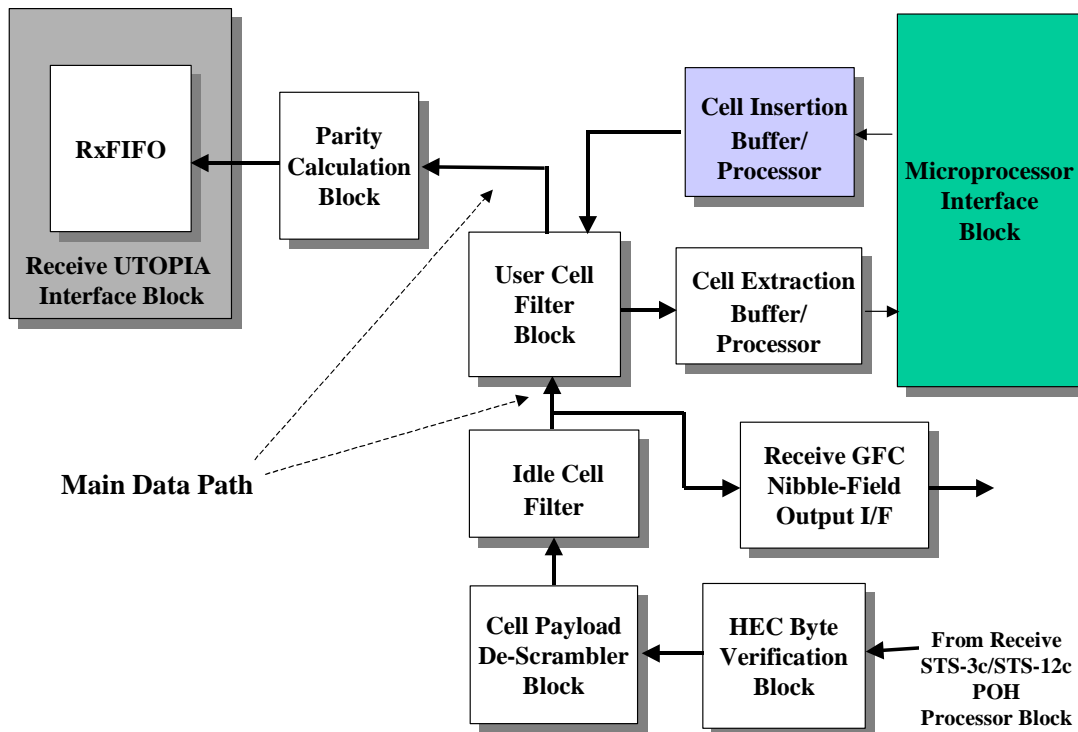 RxFIFO
Receive UTOPIA
Interface Block
Parity
Calculation
Block
Cell Insertion
Buffer/
Processor
Microprocessor
Interface
Block
User Cell
Filter
Block
Cell Extraction
Buffer/
Processor
Main Data Path
Idle Cell
Filter
Receive GFC
Nibble-Field
Output I/F
Cell Payload
De-Scrambler
Block
HEC Byte
Verification
Block
From Receive
STS-3c/STS-12c
POH
Processor Block